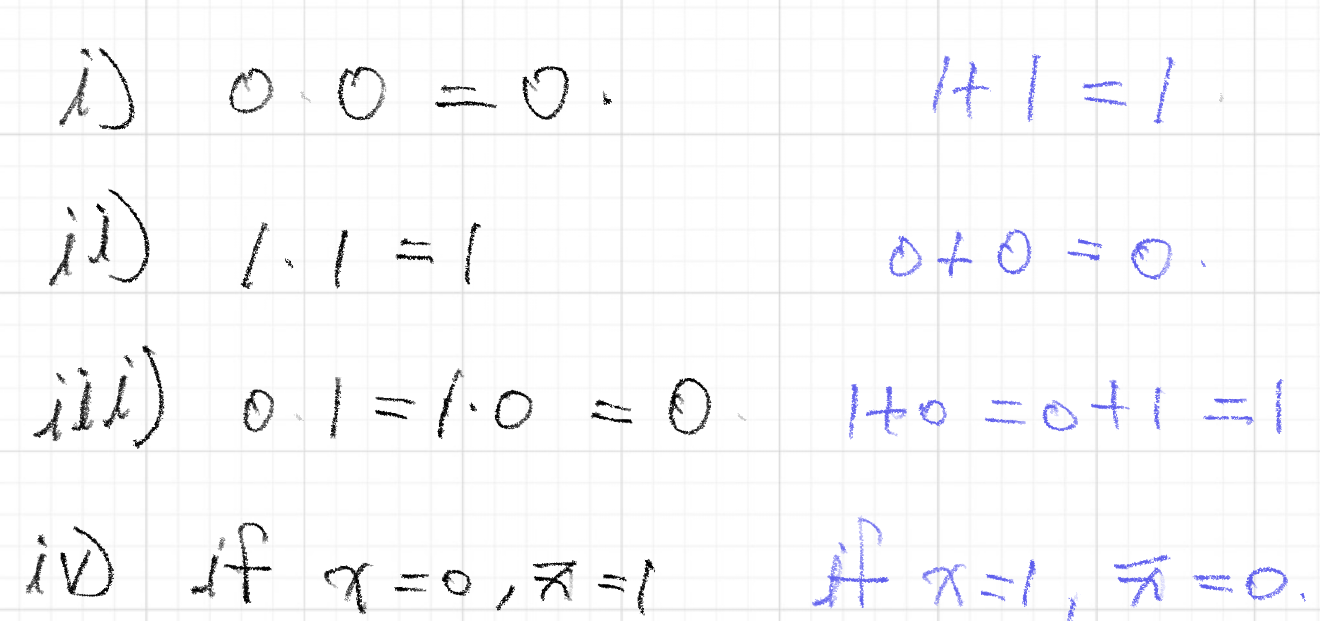 i) 0 · 0 = 0 . 1 + 1 = 1 .
ii) 1 · 1 = 1 0 + 0 = 0 .
iii) 0 · 1 = 1 · 0 = 0 . 1 + 0 = 0 + 1 = 1
iv) if x = 0 , x̅ = 1 if x = 1 , x̅ = 0 .